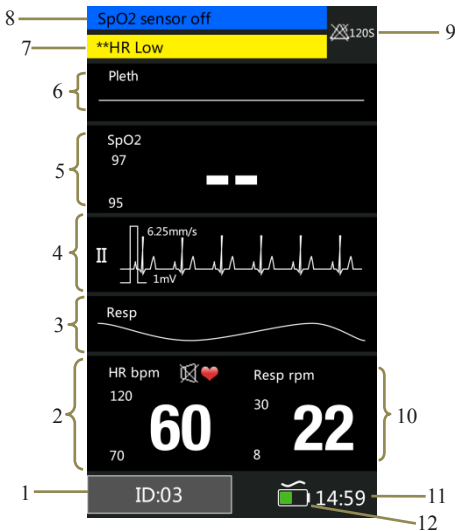 8
SpO2 sensor off
120S
9
7
**HR Low
6
Pleth
5
SpO2
97
95
4
6.25mm/s
II
1mV
3
Resp
HR bpm
Resp rpm
120
30
2
60
22
10
70
8
1
ID:03
14:59
11
12